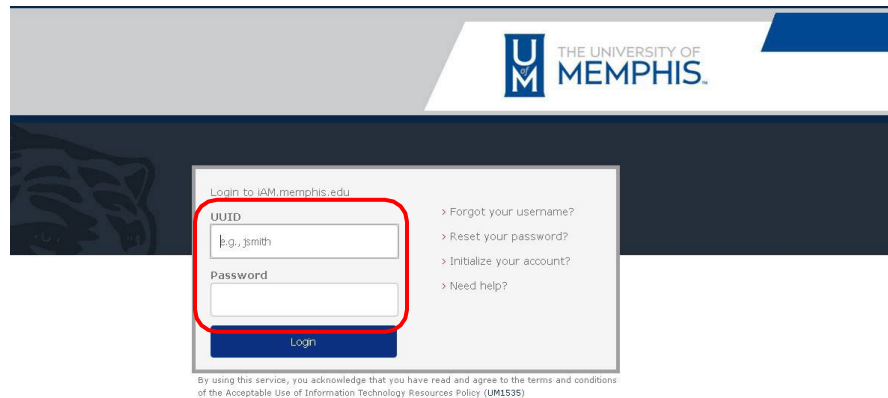 THE UNIVERSITY OF
UofM MEMPHIS™
Login to iAM.memphis.edu
UUID
e.g., jsmith
Password
Login
> Forgot your username?
> Reset your password?
> Initialize your account?
> Need help?
By using this service, you acknowledge that you have read and agree to the terms and conditions
of the Acceptable Use of Information Technology Resources Policy (UM1535)